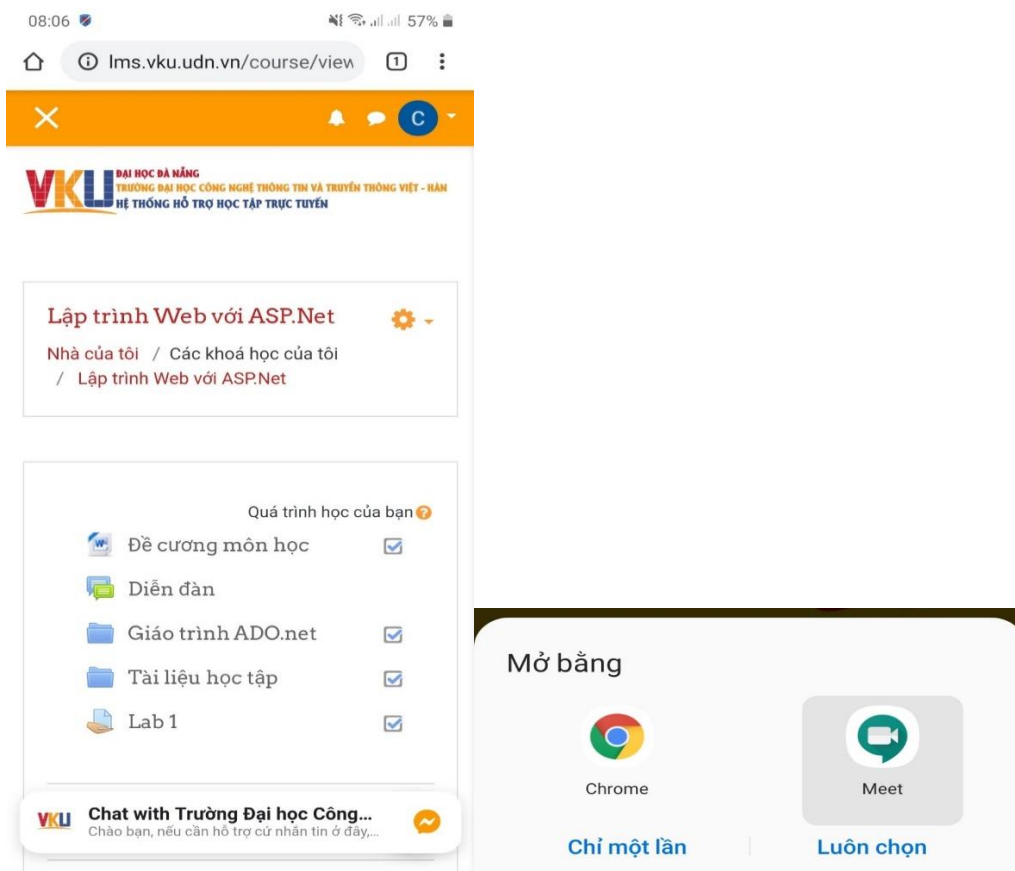 08:06
57%
lms.vku.udn.vn/course/view
1
C
VKU
ĐẠI HỌC ĐÀ NẴNG
TRƯỜNG ĐẠI HỌC CÔNG NGHỆ THÔNG TIN VÀ TRUYỀN THÔNG VIỆT - HÀN
HỆ THỐNG HỖ TRỢ HỌC TẬP TRỰC TUYẾN
Lập trình Web với ASP.Net
Nhà của tôi / Các khoá học của tôi
/ Lập trình Web với ASP.Net
Quá trình học của bạn
Đề cương môn học
Diễn đàn
Giáo trình ADO.net
Tài liệu học tập
Lab 1
VKU
Chat with Trường Đại học Công...
Chào bạn, nếu cần hỗ trợ cứ nhắn tin ở đây,...
Mở bằng
Chrome
Meet
Chỉ một lần
Luôn chọn